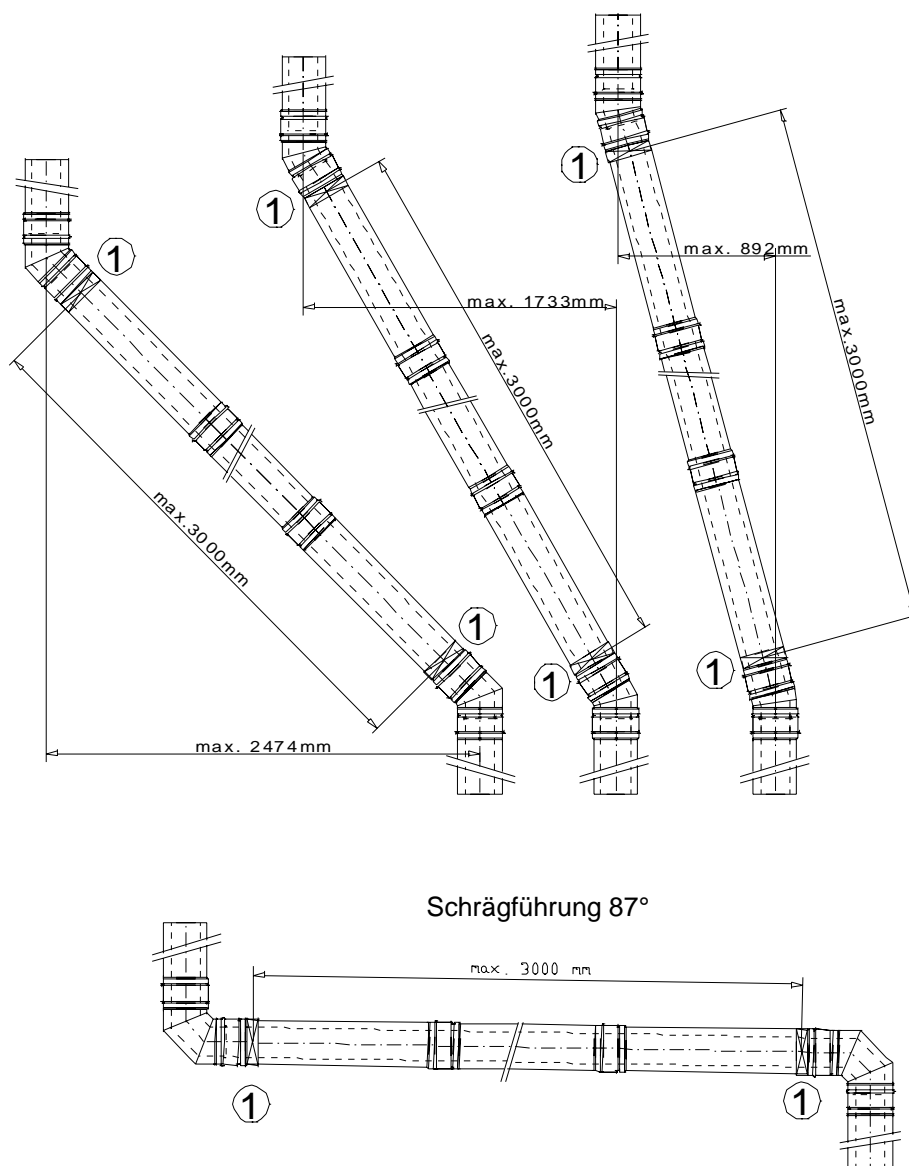 1
max. 892mm
1
1
max. 1733mm
max.3000mm
max.3000mm
max.3000mm
1
1
1
max. 2474mm
Schrägführung 87°
max. 3000 mm
1
1